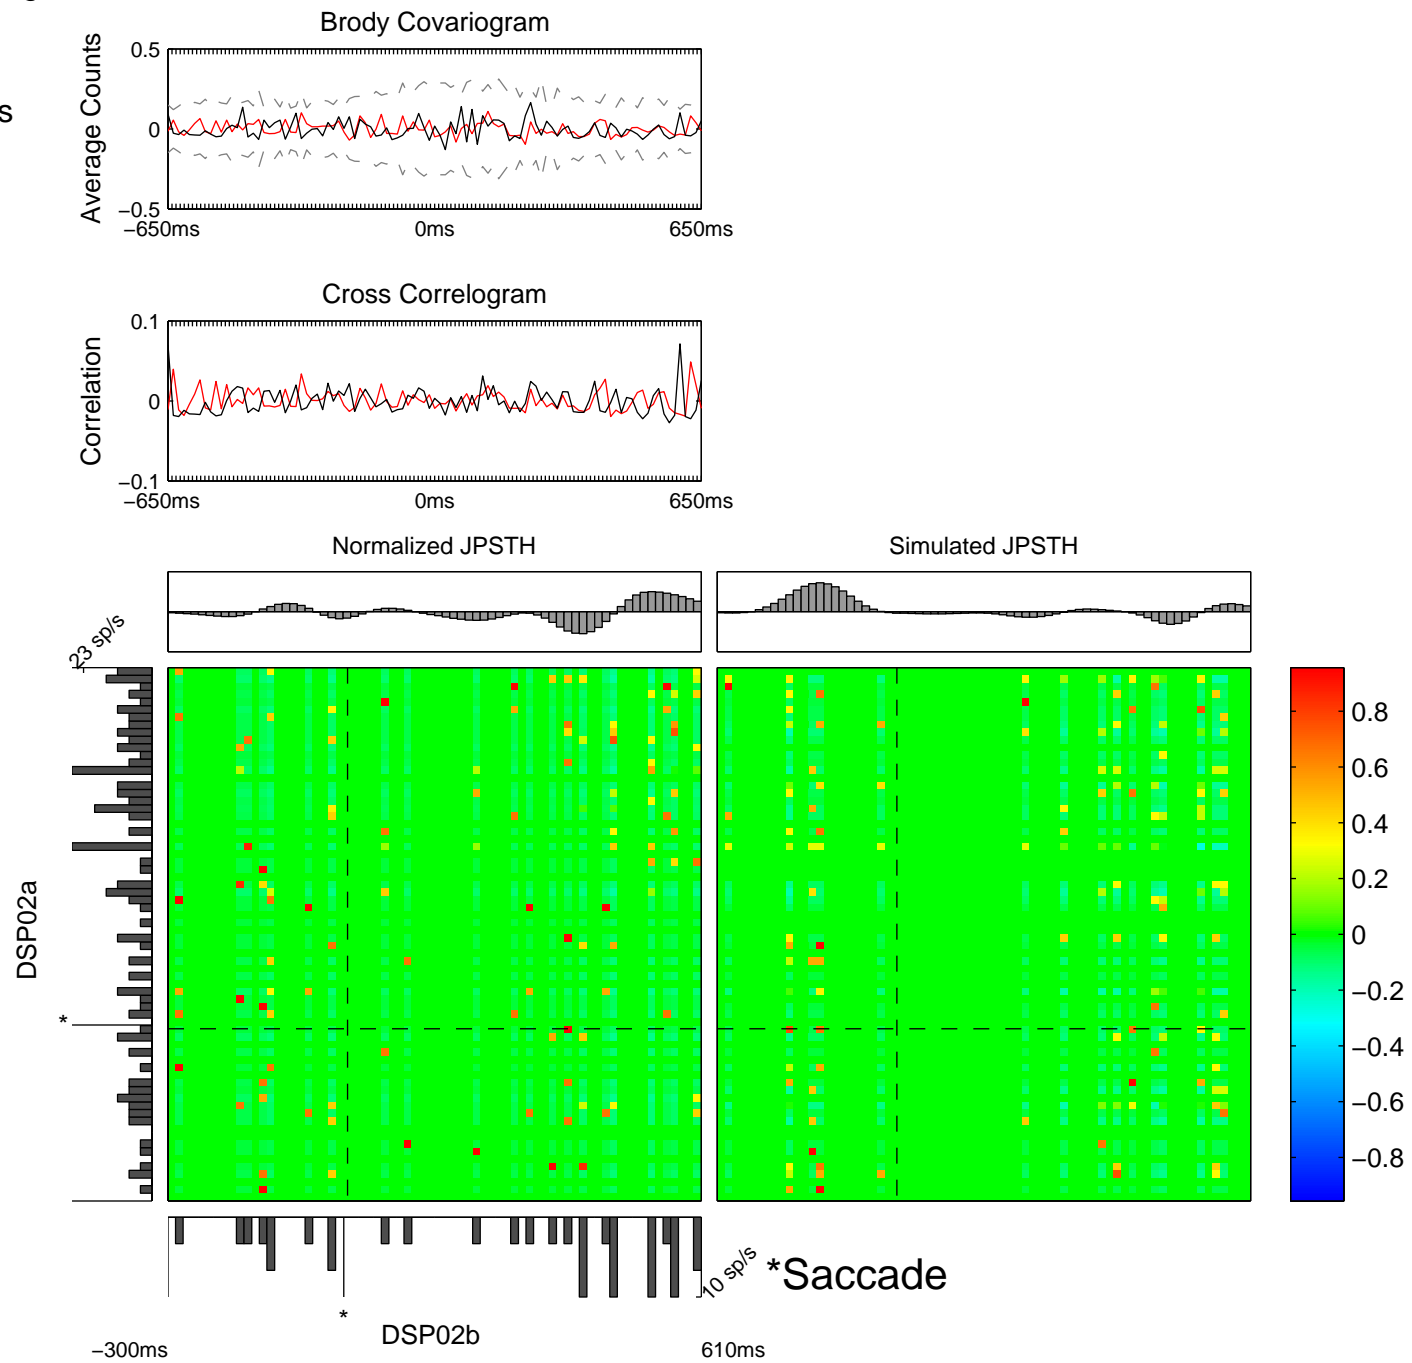 Brody Covariogram
Average Counts
0.5
0
−0.5
−650ms
0ms
650ms
s
Cross Correlogram
Correlation
0.1
0
−0.1
−650ms
0ms
650ms
Normalized JPSTH
Simulated JPSTH
23 sp/s
DSP02a
*
0.8
0.6
0.4
0.2
0
−0.2
−0.4
−0.6
−0.8
10 sp/s
*Saccade
*
DSP02b
−300ms
610ms